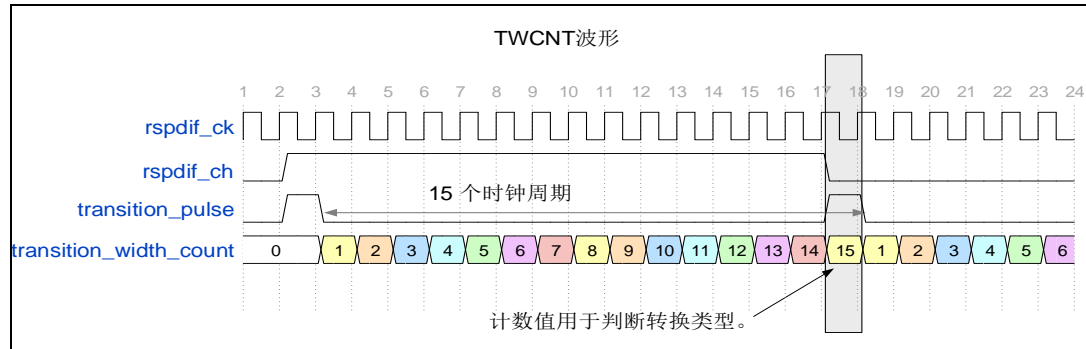 TWCNT波形
1 2 3 4 5 6 7 8 9 10 11 12 13 14 15 16 17 18 19 20 21 22 23 24
rspdif_ck
rspdif_ch
15 个时钟周期
transition_pulse
transition_width_count 0 1 2 3 4 5 6 7 8 9 10 11 12 13 14 15 1 2 3 4 5 6
计数值用于判断转换类型。